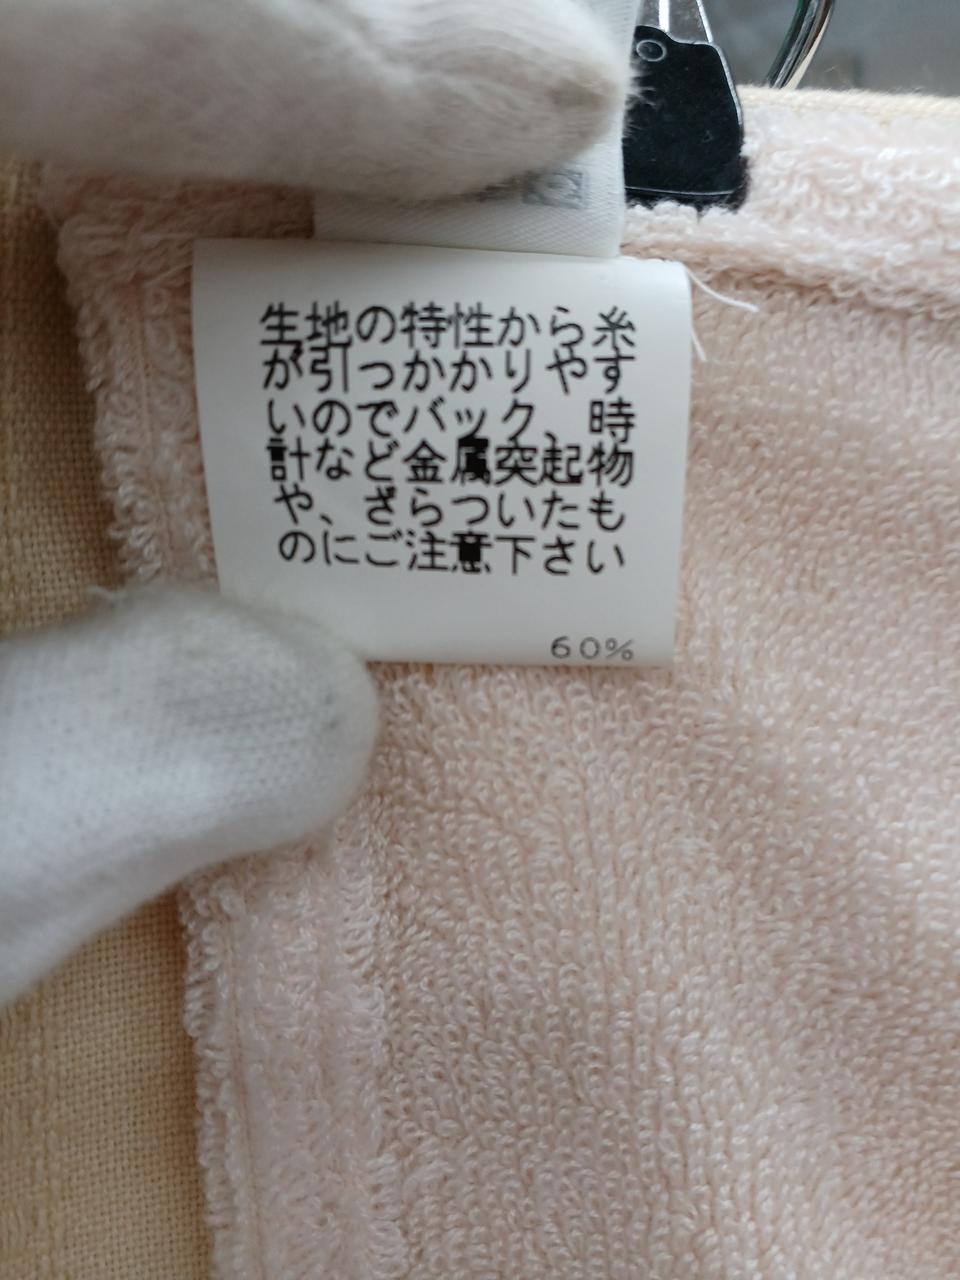 生地の特性から糸
が引っかかりやす
いのでバック、時
計など金属突起物
や、ざらついたも
のにご注意下さい
60%